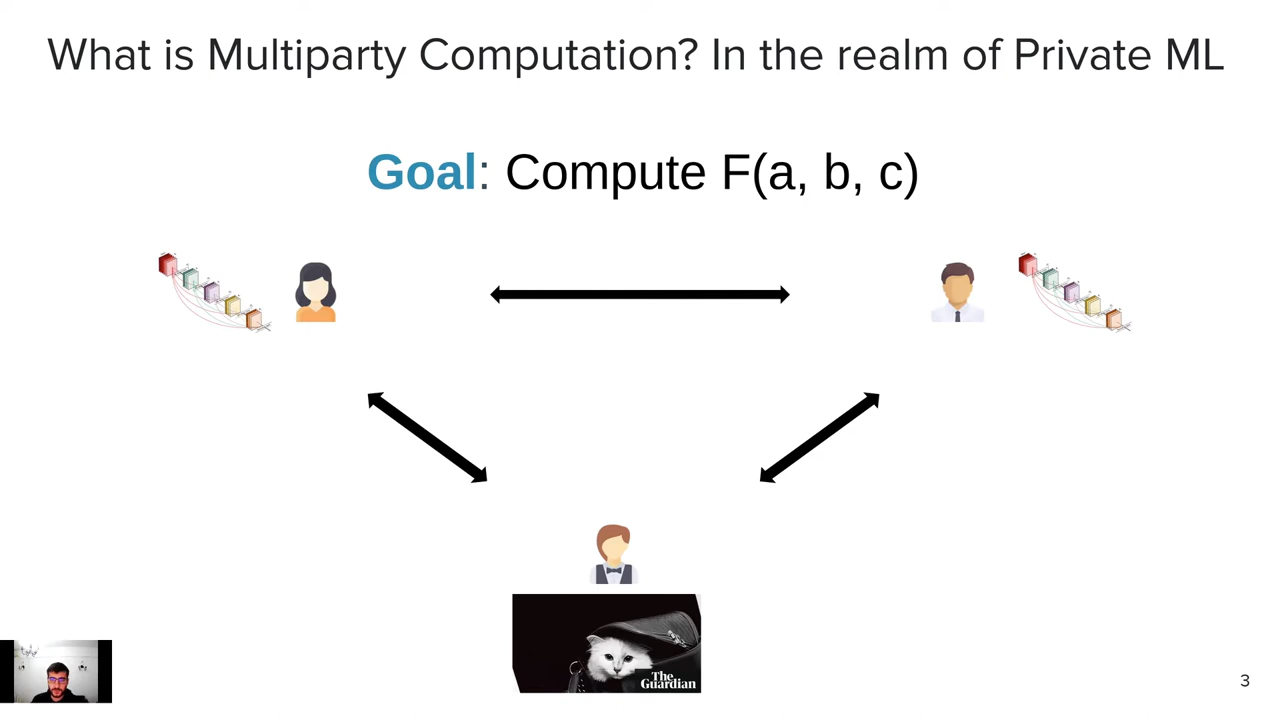 What is Multiparty Computation? In the realm of Private ML
Goal: Compute F(a, b, c)
The
Guardian
3